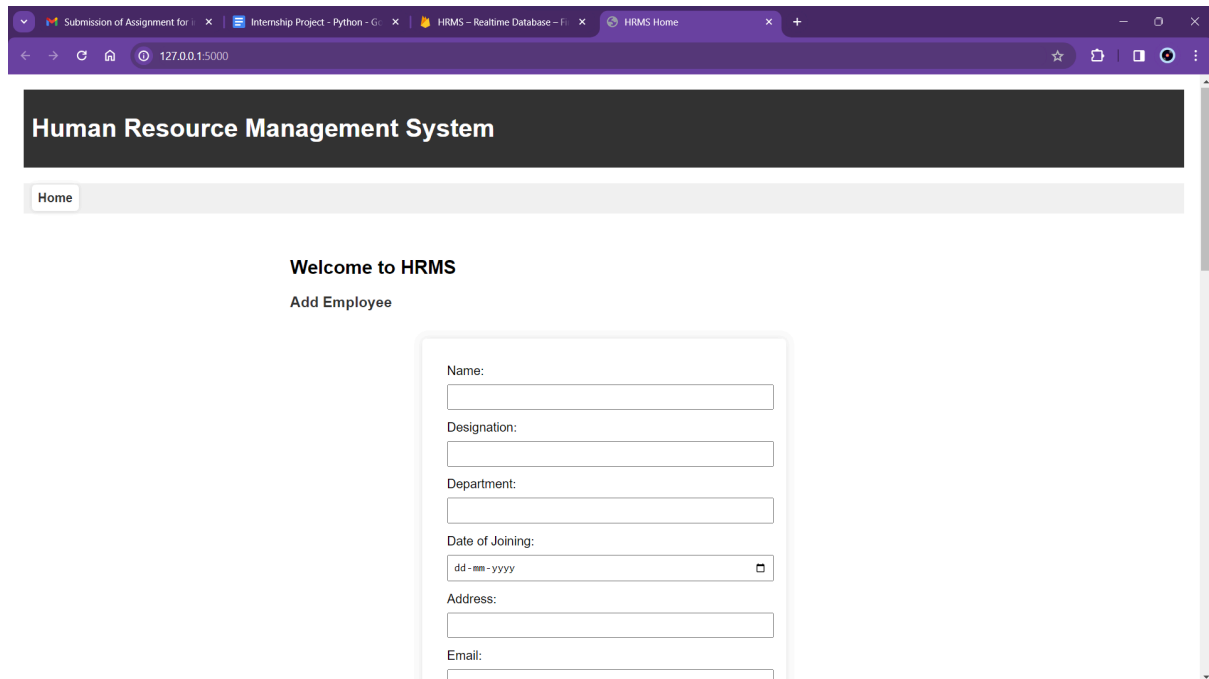 Submission of Assignment for i
Internship Project - Python - Go
HRMS – Realtime Database – Fi
HRMS Home
127.0.0.1:5000
Human Resource Management System
Home
Welcome to HRMS
Add Employee
Name:
Designation:
Department:
Date of Joining:
dd-mm-yyyy
Address:
Email: